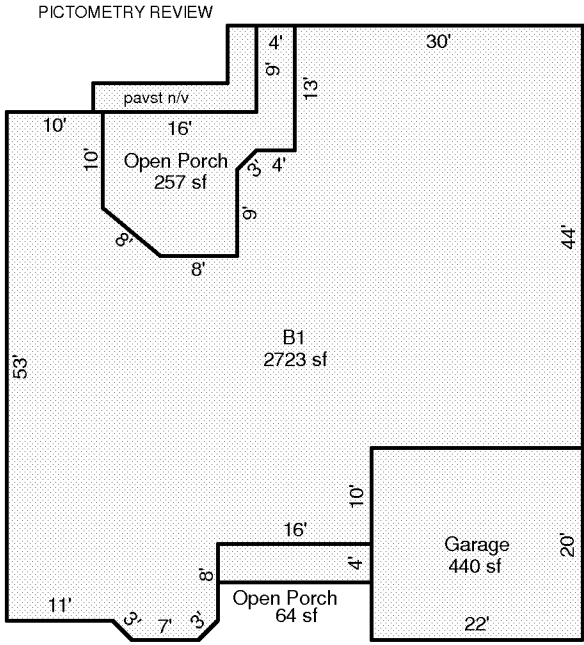 PICTOMETRY REVIEW
4'
30'
9'
13'
pavst n/v
10'
16'
10'
Open Porch
257 sf
3'
4'
9'
8'
8'
44'
B1
2723 sf
53'
10'
16'
Garage
440 sf
20'
4'
8'
Open Porch
64 sf
11'
3'
7'
3'
22'